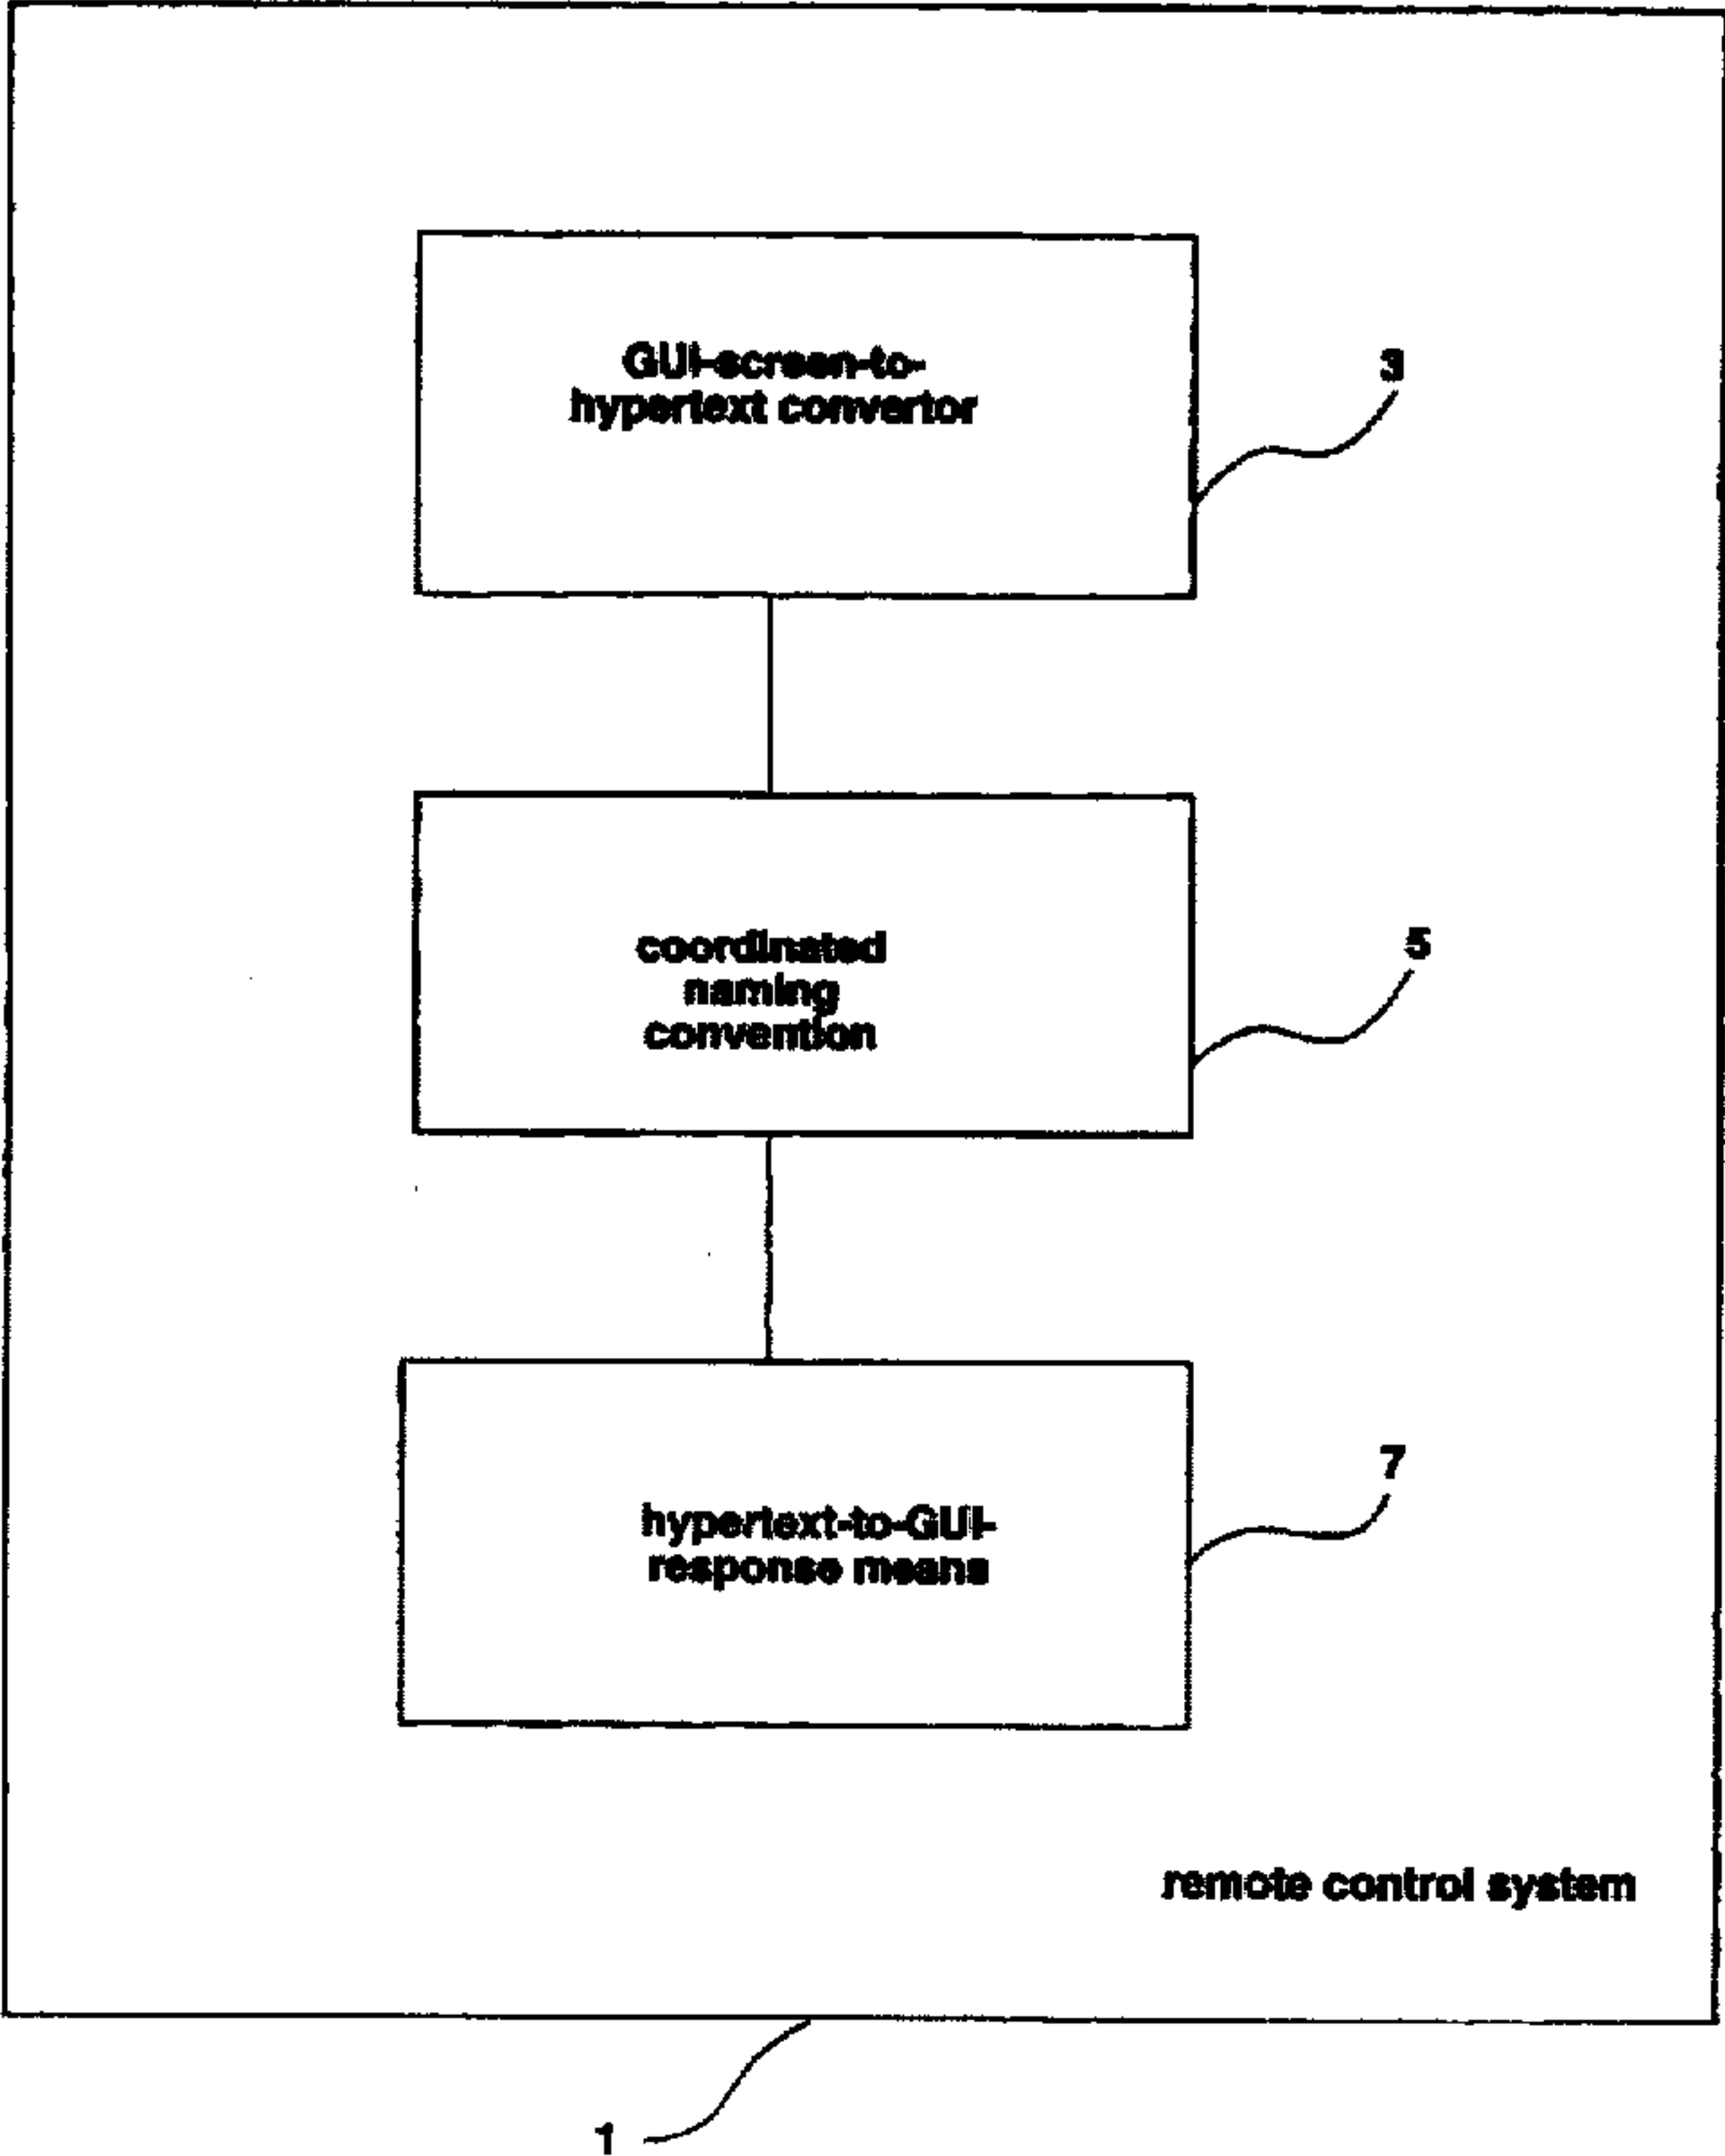 GUI-screen-to-
hypertext convertor
3
coordinated
naming
convention
5
7
hypertext-to-GUI-
response means
remote control system
1